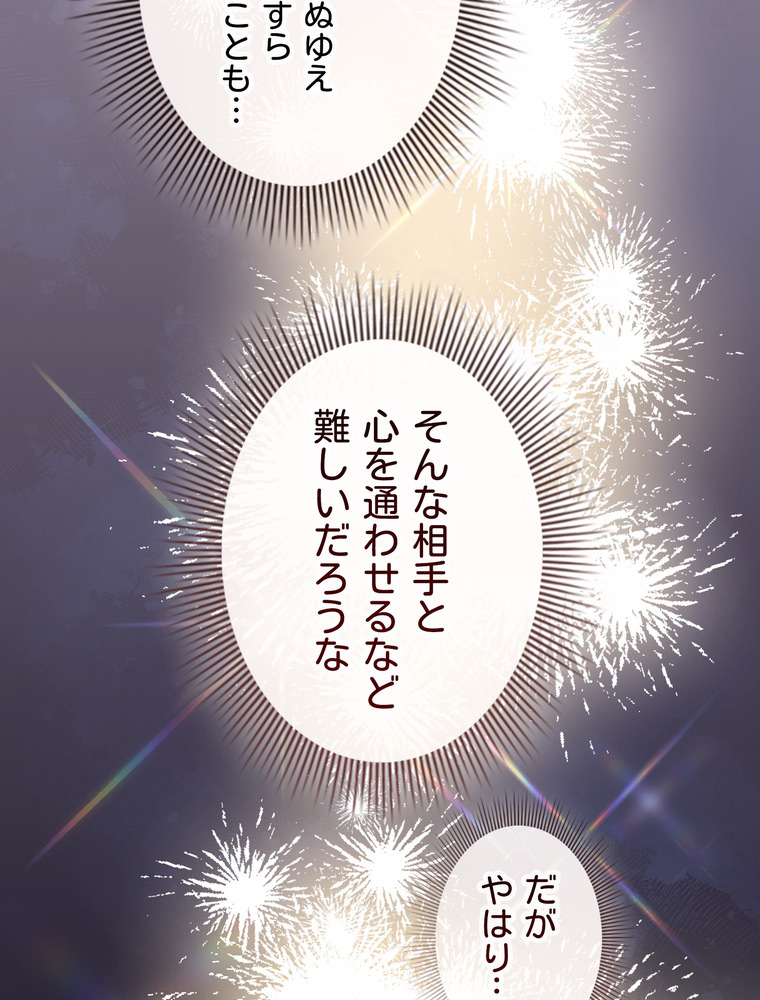 ぬゆえ
すら
ことも…
そんな相手と
心を通わせるなど
難しいだろうな
だが
やはり…